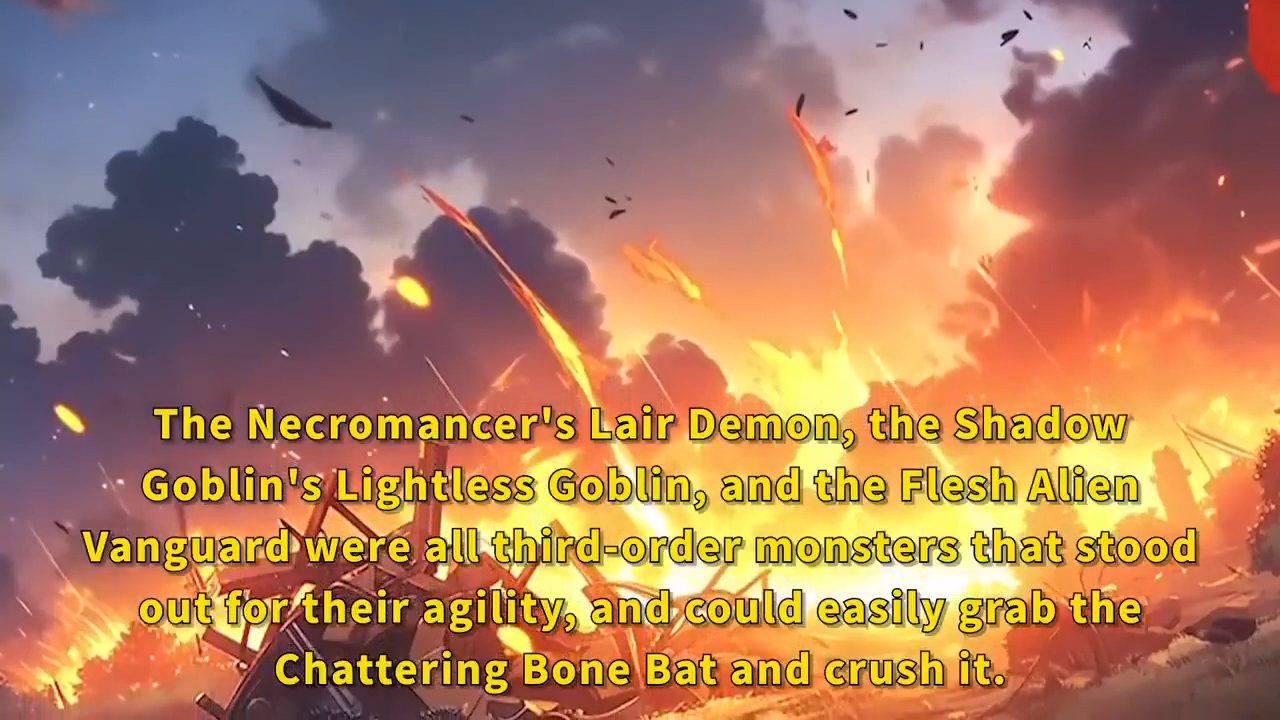 The Necromancer's Lair Demon, the Shadow
Goblin's Lightless Goblin, and the Flesh Alien
Vanguard were all third-order monsters that stood
out for their agility, and could easily grab the
Chattering Bone Bat and crush it.